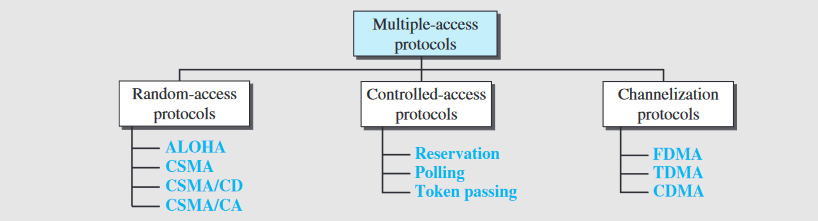 Multiple-access
protocols
Random-access
protocols
ALOHA
CSMA
CSMA/CD
CSMA/CA
Controlled-access
protocols
Reservation
Polling
Token passing
Channelization
protocols
FDMA
TDMA
CDMA